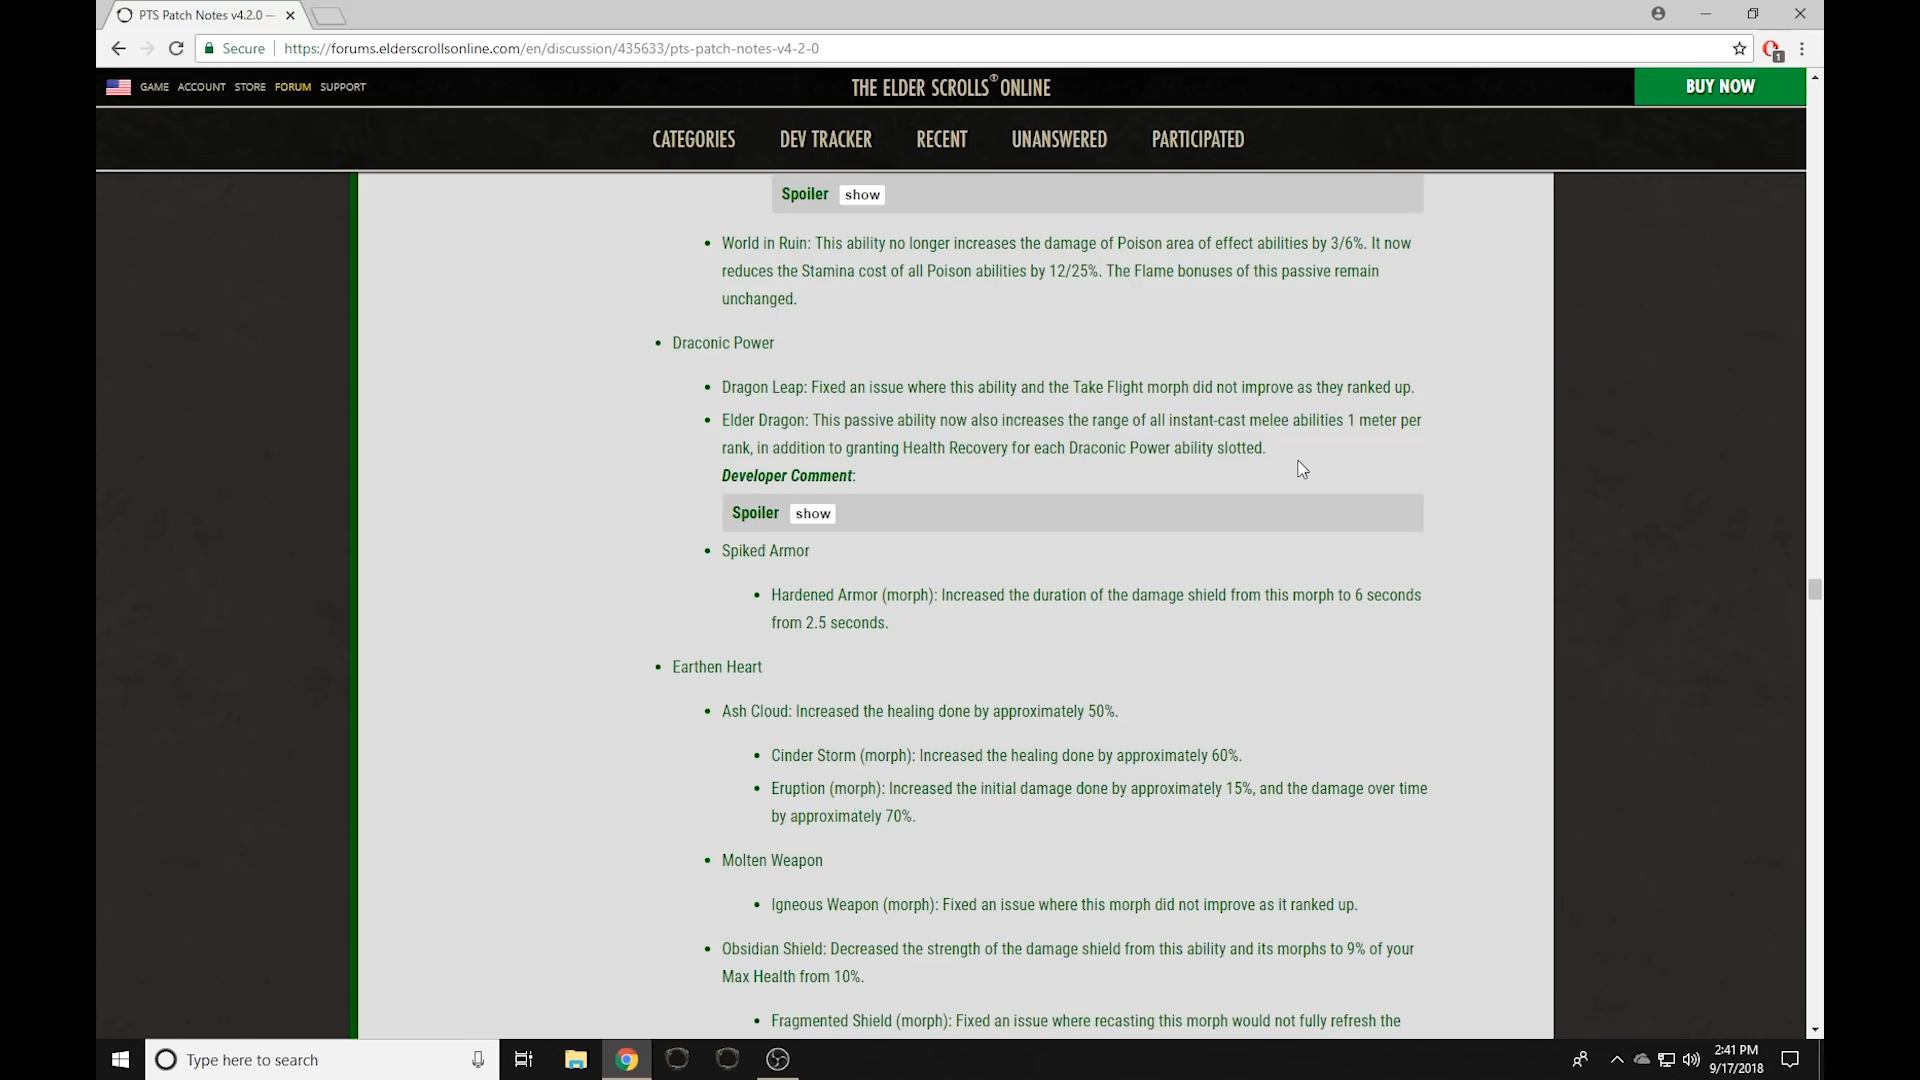 PTS Patch Notes v4.2.0 —
Secure
https://forums.elderscrollsonline.com/en/discussion/435633/pts-patch-notes-v4-2-0
1
GAME ACCOUNT STORE FORUM SUPPORT
THE ELDER SCROLLS® ONLINE
BUY NOW
CATEGORIES DEV TRACKER RECENT UNANSWERED PARTICIPATED
Spoiler show
• World in Ruin: This ability no longer increases the damage of Poison area of effect abilities by 3/6%. It now
reduces the Stamina cost of all Poison abilities by 12/25%. The Flame bonuses of this passive remain
unchanged.
• Draconic Power
• Dragon Leap: Fixed an issue where this ability and the Take Flight morph did not improve as they ranked up.
• Elder Dragon: This passive ability now also increases the range of all instant-cast melee abilities 1 meter per
rank, in addition to granting Health Recovery for each Draconic Power ability slotted.
Developer Comment:
Spoiler show
• Spiked Armor
• Hardened Armor (morph): Increased the duration of the damage shield from this morph to 6 seconds
from 2.5 seconds.
• Earthen Heart
• Ash Cloud: Increased the healing done by approximately 50%.
• Cinder Storm (morph): Increased the healing done by approximately 60%.
• Eruption (morph): Increased the initial damage done by approximately 15%, and the damage over time
by approximately 70%.
• Molten Weapon
• Igneous Weapon (morph): Fixed an issue where this morph did not improve as it ranked up.
• Obsidian Shield: Decreased the strength of the damage shield from this ability and its morphs to 9% of your
Max Health from 10%.
• Fragmented Shield (morph): Fixed an issue where recasting this morph would not fully refresh the
Type here to search
2:41 PM
9/17/2018